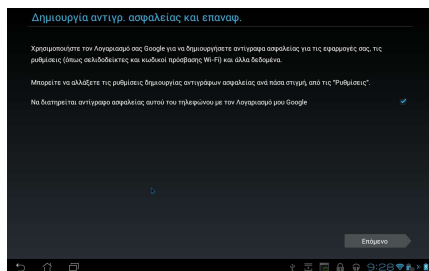 Δημιουργία αντιγρ. ασφαλείας και επαναφ.
Χρησιμοποιήστε τον Λογαριασμό σας Google για να δημιουργήσετε αντίγραφα ασφαλείας για τις εφαρμογές σας, τις
ρυθμίσεις (όπως σελιδοδείκτες και κωδικοί πρόσβασης Wi-Fi) και άλλα δεδομένα.
Μπορείτε να αλλάξετε τις ρυθμίσεις δημιουργίας αντιγράφων ασφαλείας ανά πάσα στιγμή, από τις "Ρυθμίσεις".
Να διατηρείται αντίγραφο ασφαλείας αυτού του τηλεφώνου με τον Λογαριασμό μου Google
Επόμενο
9:28